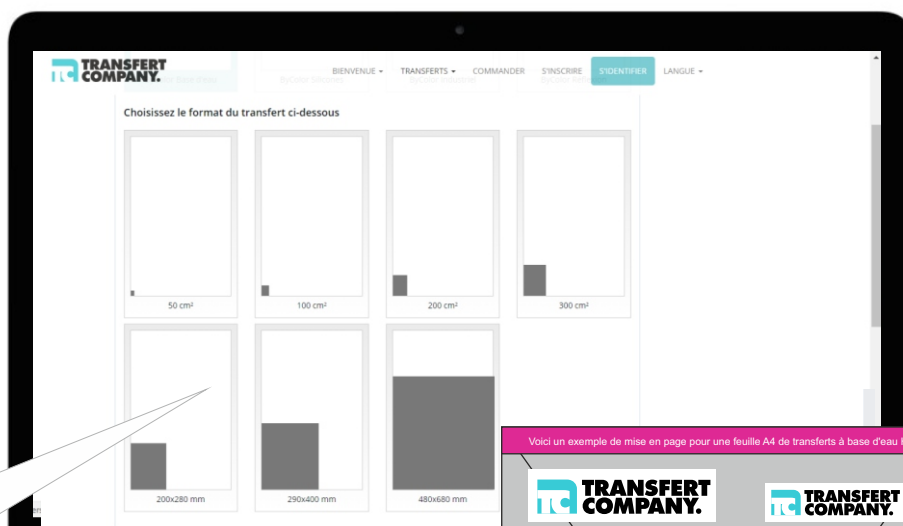 TRANSFERT
COMPANY.
BIENVENUE
TRANSFERTS
COMMANDER
S'INSCRIRE
S'IDENTIFIER
LANGUE
Choisissez le format du transfert ci-dessous
50 cm²
100 cm²
200 cm²
300 cm²
200x280 mm
290x400 mm
480x680 mm
Voici un exemple de mise en page pour une feuille A4 de transferts à base d'eau
TRANSFERT
COMPANY.
TRANSFERT
COMPANY.